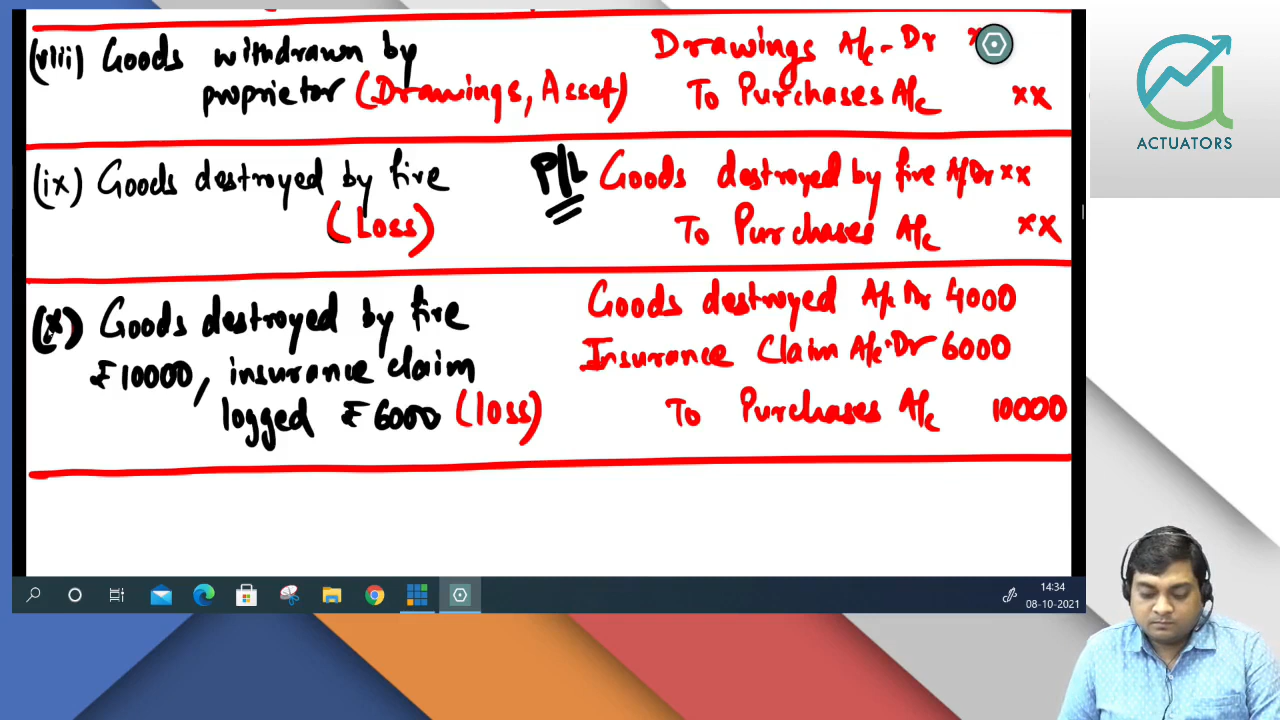 (viii) Goods withdrawn by
proprietor (Drawings, Asset)
Drawings A/c - Dr
To Purchases A/c xx
(ix) Goods destroyed by fire
(Loss)
P/L
Goods destroyed by fire A/c Dr xx
To Purchases A/c xx
(x) Goods destroyed by fire
₹10000, insurance claim
logged ₹6000 (loss)
Goods destroyed A/c Dr 4000
Insurance Claim A/c. Dr 6000
To Purchases A/c 10000
ACTUATORS
14:34
08-10-2021